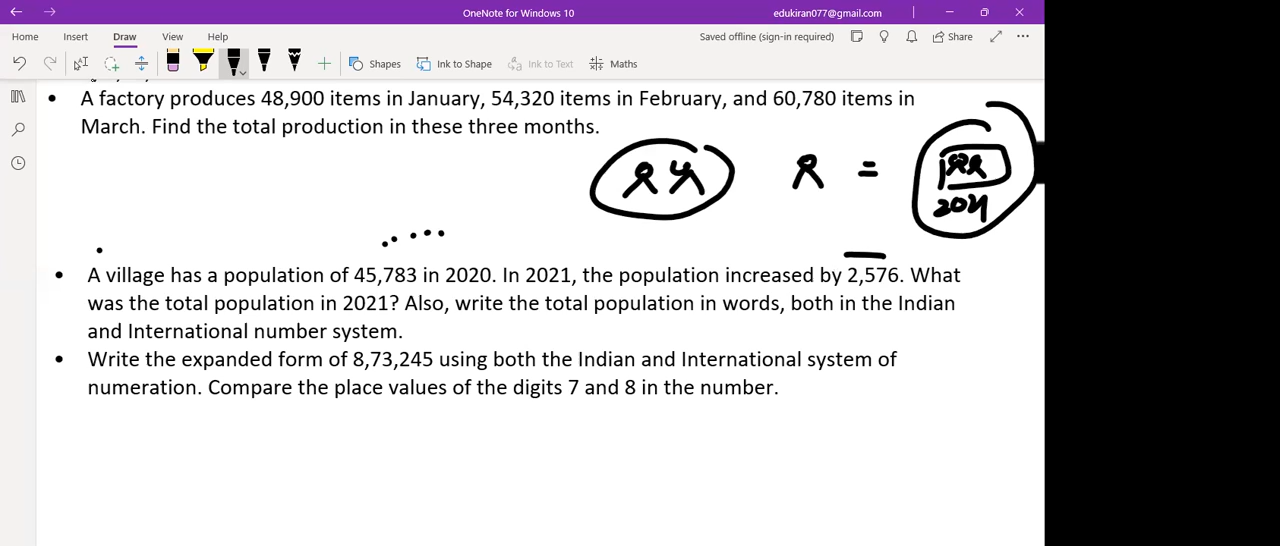 OneNote for Windows 10
edukiran077@gmail.com
Home Insert Draw View Help
Saved offline (sign-in required)
Share
Shapes Ink to Shape Ink to Text Maths
• A factory produces 48,900 items in January, 54,320 items in February, and 60,780 items in
March. Find the total production in these three months.
=
2021
• A village has a population of 45,783 in 2020. In 2021, the population increased by 2,576. What
was the total population in 2021? Also, write the total population in words, both in the Indian
and International number system.
• Write the expanded form of 8,73,245 using both the Indian and International system of
numeration. Compare the place values of the digits 7 and 8 in the number.